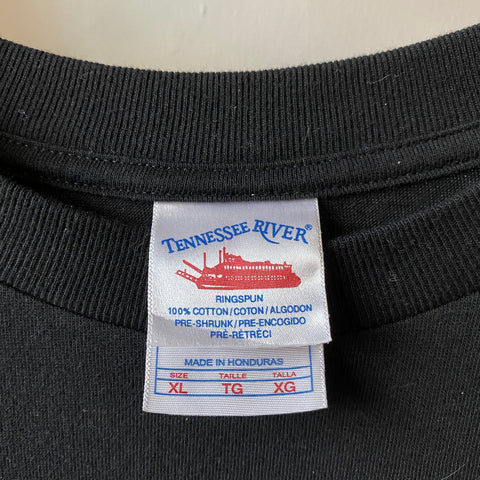 TENNESSEE RIVER®
RINGSPUN
100% COTTON/COTON/ALGODON
PRE-SHRUNK/PRE-ENCOGIDO
PRÉ-RÉTRÉCI
MADE IN HONDURAS
SIZE TAILLE TALLA
XL TG XG